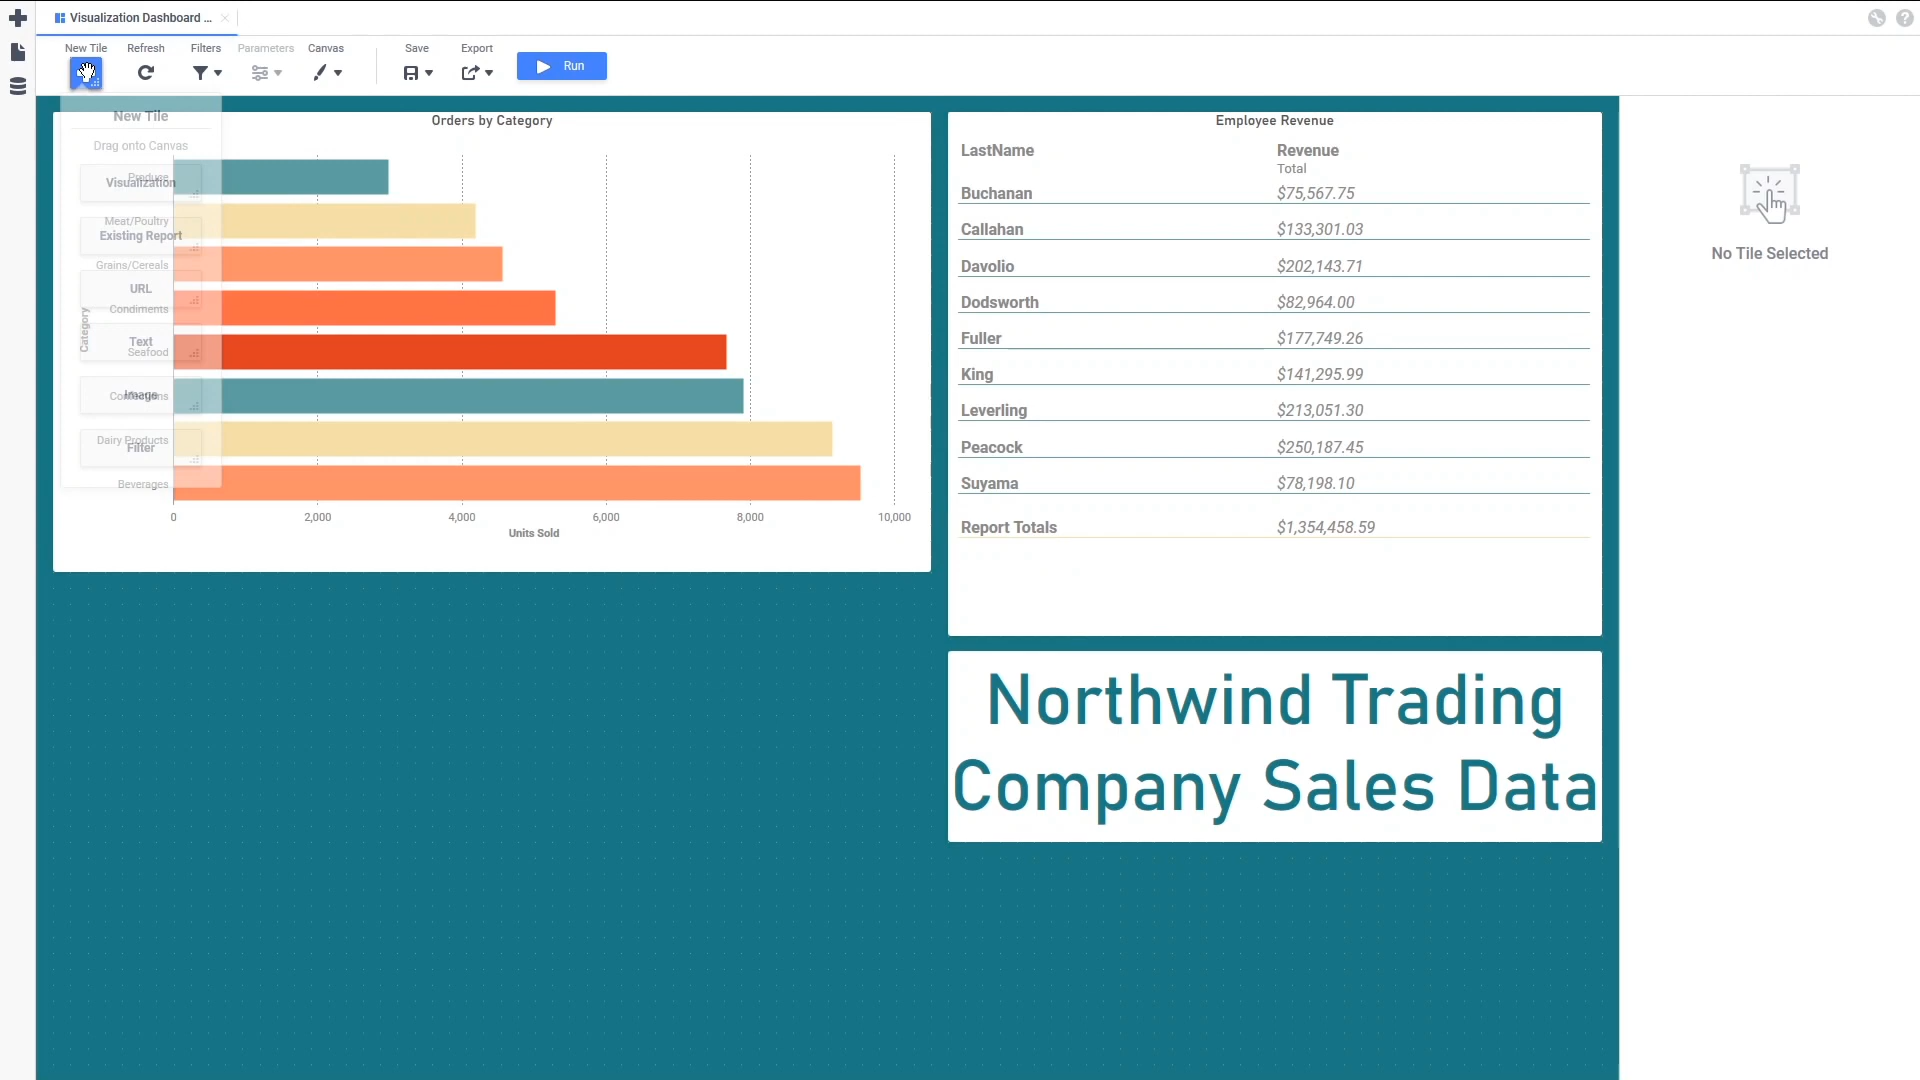 Visualization Dashboard ...
New Tile
Refresh
Filters
Parameters
Canvas
Save
Export
Run
New Tile
Drag onto Canvas
Visualization
Existing Report
URL
Text
Image
Filter
Orders by Category
Category
Produce
Meat/Poultry
Grains/Cereals
Condiments
Seafood
Confections
Dairy Products
Beverages
0 2,000 4,000 6,000 8,000 10,000
Units Sold
Employee Revenue
LastName Revenue
Total
Buchanan $75,567.75
Callahan $133,301.03
Davolio $202,143.71
Dodsworth $82,964.00
Fuller $177,749.26
King $141,295.99
Leverling $213,051.30
Peacock $250,187.45
Suyama $78,198.10
Report Totals $1,354,458.59
Northwind Trading
Company Sales Data
No Tile Selected